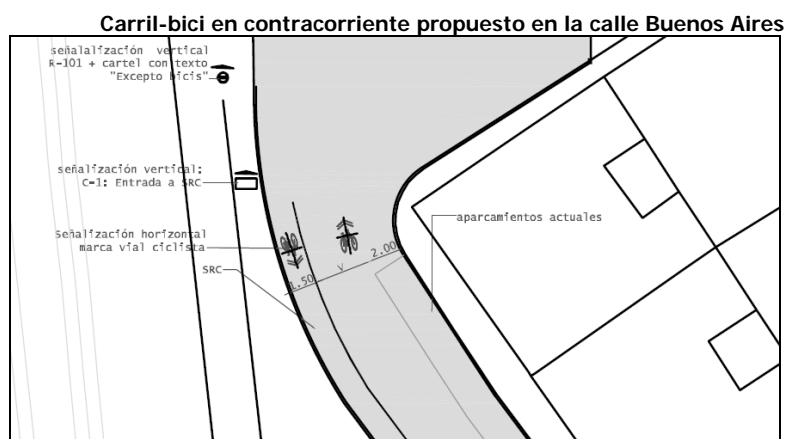 Carril-bici en contracorriente propuesto en la calle Buenos Aires
señalalización vertical
R-101 + cartel con texto
"Excepto bicis"
señalización vertical:
C-1: Entrada a SRC
Señalización horizontal
marca vial ciclista
SRC
aparcamientos actuales
1.50
V
2.00